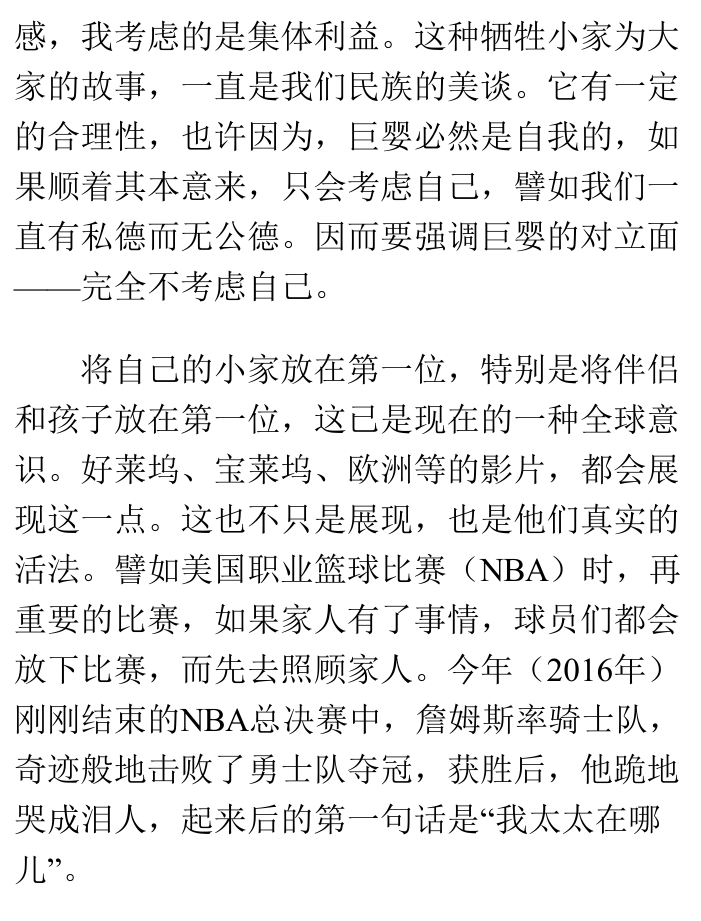 感，我考虑的是集体利益。这种牺牲小家为大
家的故事，一直是我们民族的美谈。它有一定
的合理性，也许因为，巨婴必然是自我的，如
果顺着其本意来，只会考虑自己，譬如我们一
直有私德而无公德。因而要强调巨婴的对立面
——完全不考虑自己。
将自己的小家放在第一位，特别是将伴侣
和孩子放在第一位，这已是现在的一种全球意
识。好莱坞、宝莱坞、欧洲等的影片，都会展
现这一点。这也不只是展现，也是他们真实的
活法。譬如美国职业篮球比赛（NBA）时，再
重要的比赛，如果家人有了事情，球员们都会
放下比赛，而先去照顾家人。今年（2016年）
刚刚结束的NBA总决赛中，詹姆斯率骑士队，
奇迹般地击败了勇士队夺冠，获胜后，他跪地
哭成泪人，起来后的第一句话是“我太太在哪
儿”。